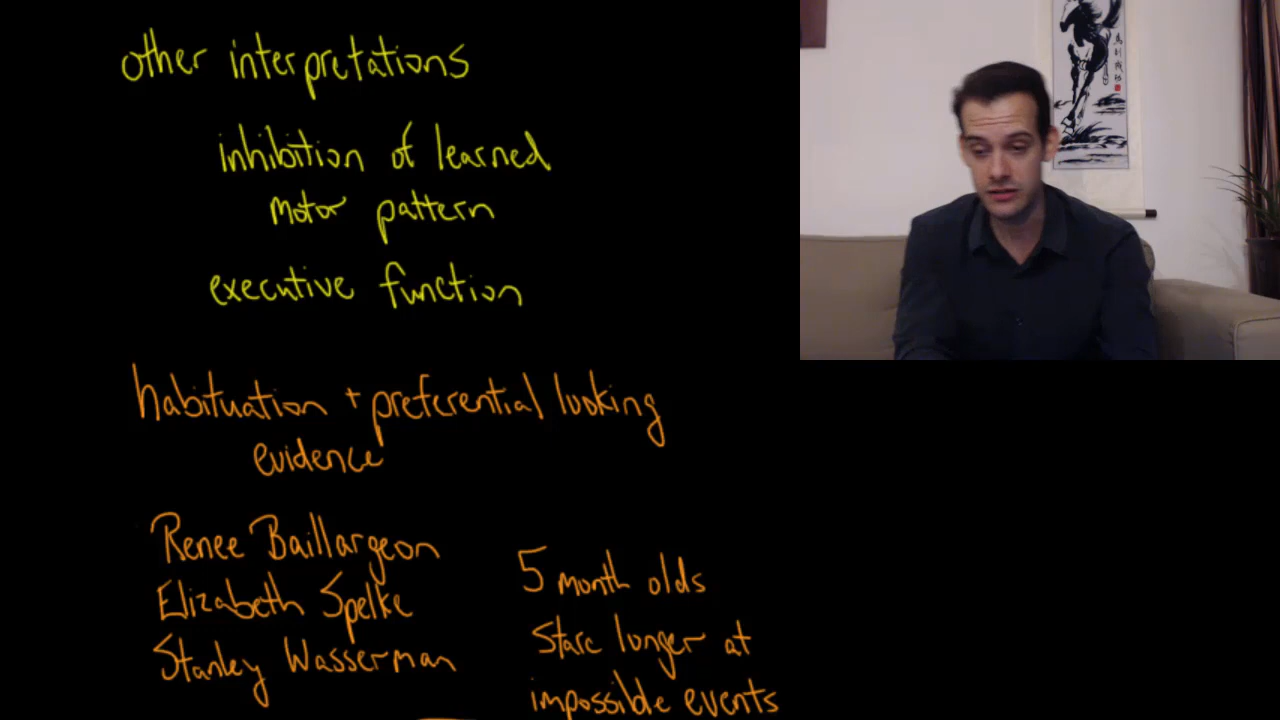 other interpretations
inhibition of learned
motor pattern
executive function
habituation + preferential looking
evidence
Renee Baillargeon
Elizabeth Spelke
Stanley Wasserman
5 month olds
stare longer at
impossible events